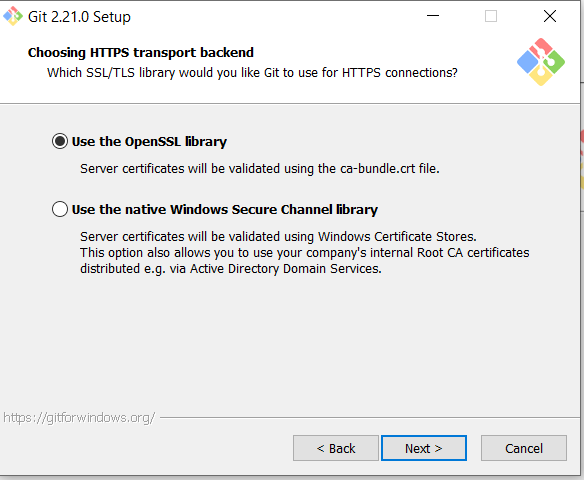 Git 2.21.0 Setup
Choosing HTTPS transport backend
Which SSL/TLS library would you like Git to use for HTTPS connections?
Use the OpenSSL library
Server certificates will be validated using the ca-bundle.crt file.
Use the native Windows Secure Channel library
Server certificates will be validated using Windows Certificate Stores.
This option also allows you to use your company's internal Root CA certificates
distributed e.g. via Active Directory Domain Services.
https://gitforwindows.org/
< Back Next > Cancel